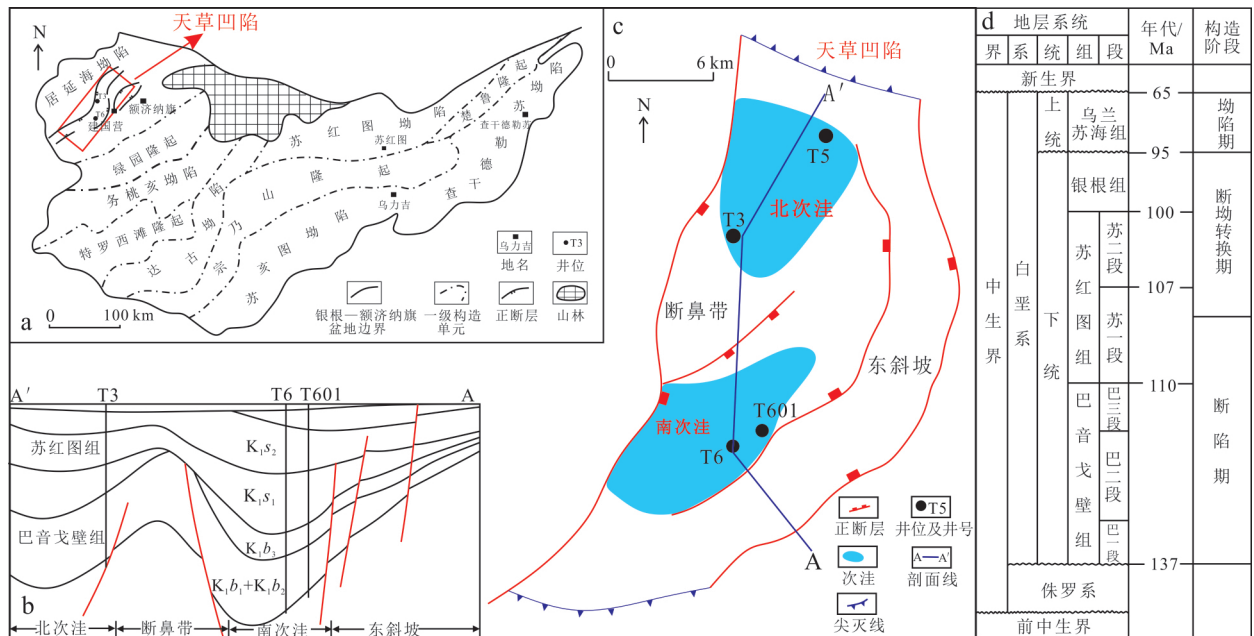 a
天草凹陷
N
居延海坳陷
T3
T6
额济纳旗
建国营
绿园隆起
务桃亥坳陷
特罗西滩隆起
达古坳陷
宗乃山隆起
苏红图坳陷
苏红图
楚鲁隆起
查干德勒苏坳陷
查干德勒苏
乌力吉
苏亥图坳陷
0 100 km
乌力吉
地名
T3
井位
银根—额济纳旗
盆地边界
一级构造
单元
正断层
山林
b
A′ T3 T6 T601 A
苏红图组
K₁s₂
K₁s₁
巴音戈壁组
K₁b₃
K₁b₁+K₁b₂
北次洼 断鼻带 南次洼 东斜坡
c
0 6 km
天草凹陷
N
A′
T5
北次洼
T3
断鼻带
东斜坡
T601
南次洼
T6
A
正断层
T5
井位及井号
次洼
A A′
剖面线
尖灭线
d
地层系统
年代/
Ma
构造
阶段
界 系 统 组 段
新生界
65
中生界
白垩系
上统
乌兰
苏海组
坳陷期
95
下统
银根组
断坳转换期
100
苏红图组
苏二段
107
苏一段
110
巴音戈壁组
巴三段
断陷期
巴二段
巴一段
137
侏罗系
前中生界